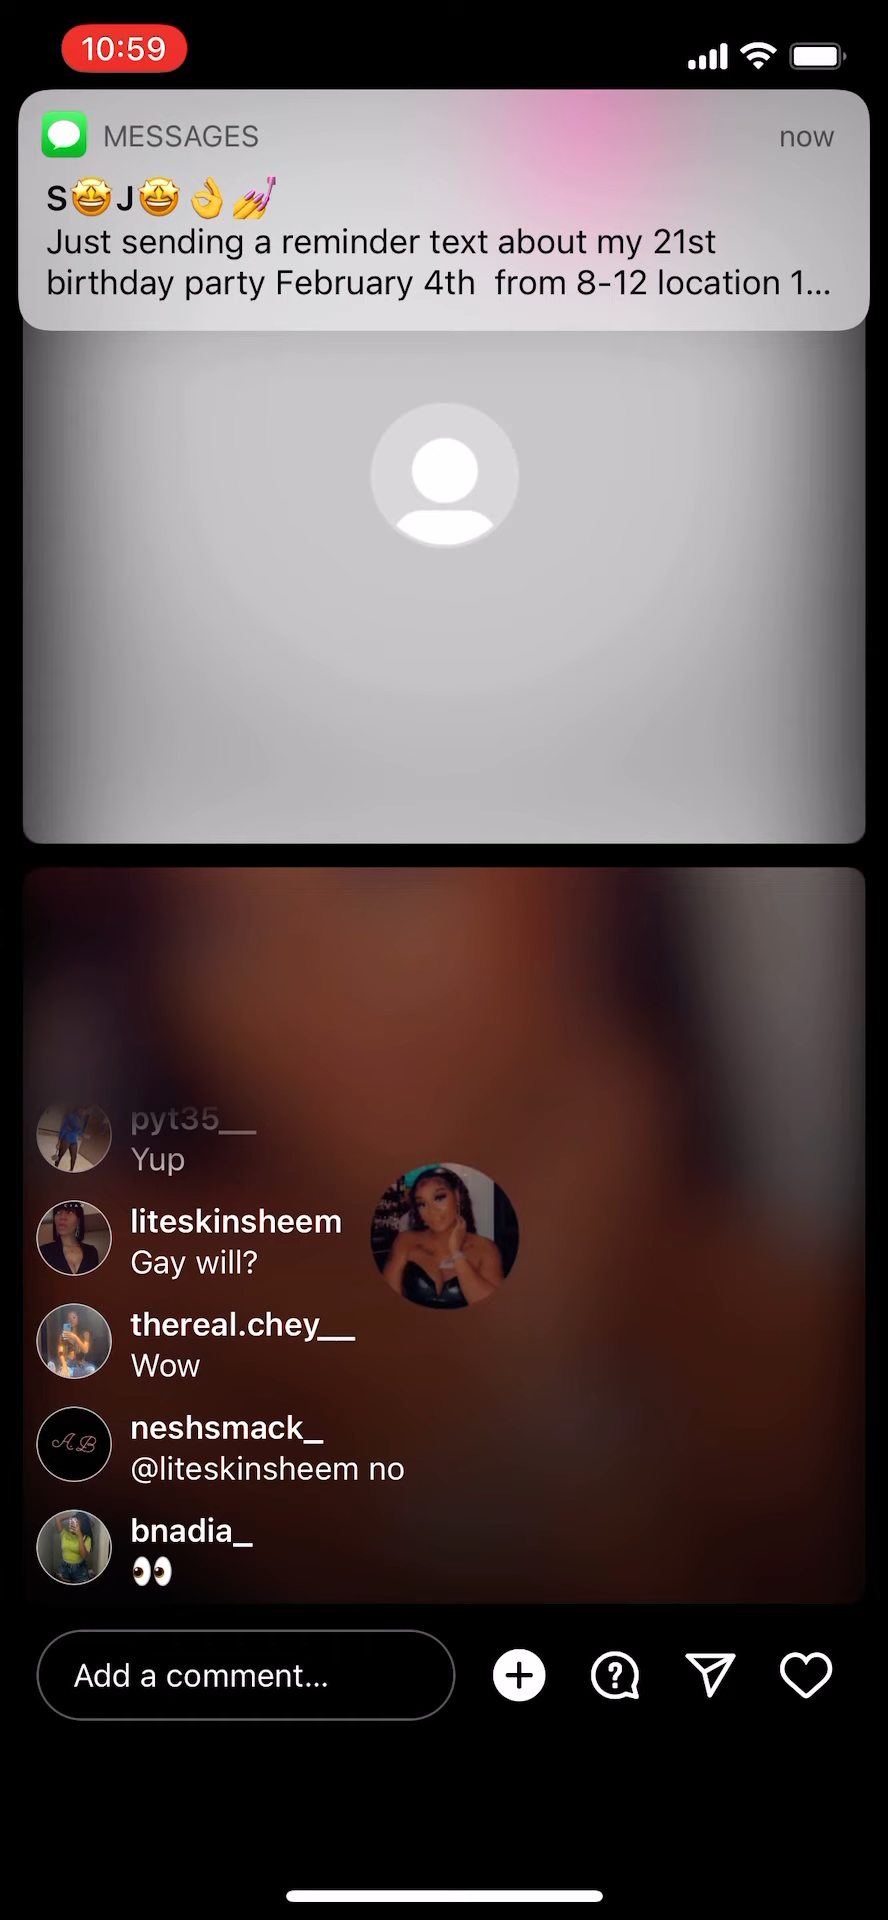 10:59
MESSAGES now
S🤩J🤩👌💅
Just sending a reminder text about my 21st
birthday party February 4th  from 8-12 location 1...
pyt35__
Yup
liteskinsheem
Gay will?
thereal.chey__
Wow
AB
neshsmack_
@liteskinsheem no
bnadia_
👀
Add a comment...